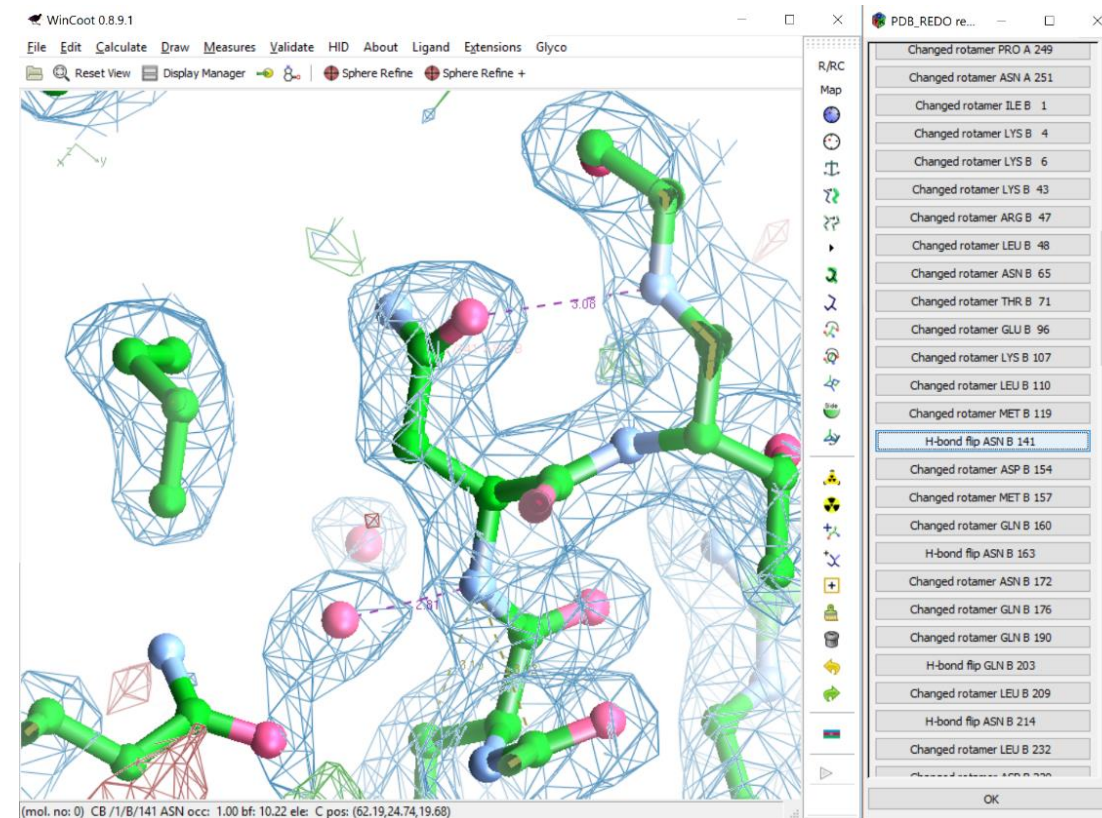 WinCoot 0.8.9.1
File Edit Calculate Draw Measures Validate HID About Ligand Extensions Glyco
Reset View Display Manager Sphere Refine Sphere Refine +
R/RC
Map
Side
z
x y
3.08
2.81
(mol. no: 0) CB /1/B/141 ASN occ: 1.00 bf: 10.22 ele: C pos: (62.19,24.74,19.68)
PDB_REDO re...
Changed rotamer PRO A 249
Changed rotamer ASN A 251
Changed rotamer ILE B 1
Changed rotamer LYS B 4
Changed rotamer LYS B 6
Changed rotamer LYS B 43
Changed rotamer ARG B 47
Changed rotamer LEU B 48
Changed rotamer ASN B 65
Changed rotamer THR B 71
Changed rotamer GLU B 96
Changed rotamer LYS B 107
Changed rotamer LEU B 110
Changed rotamer MET B 119
H-bond flip ASN B 141
Changed rotamer ASP B 154
Changed rotamer MET B 157
Changed rotamer GLN B 160
H-bond flip ASN B 163
Changed rotamer ASN B 172
Changed rotamer GLN B 176
Changed rotamer GLN B 190
H-bond flip GLN B 203
Changed rotamer LEU B 209
H-bond flip ASN B 214
Changed rotamer LEU B 232
OK